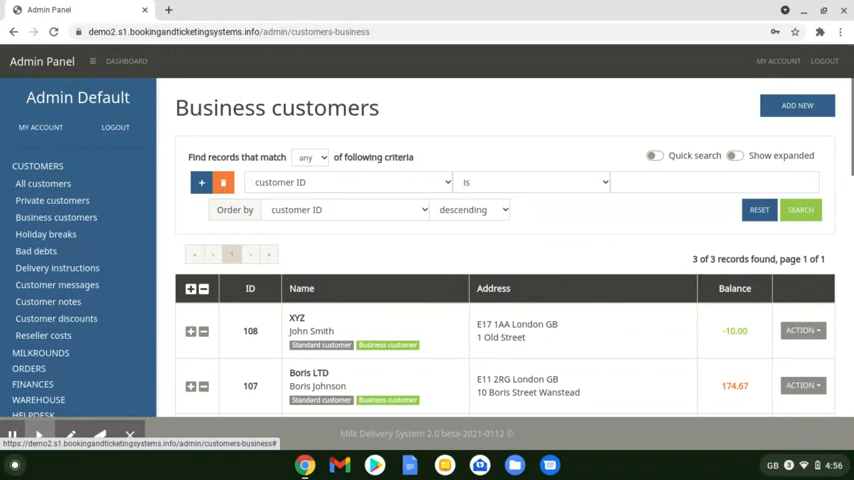 Admin Panel
demo2.s1.bookingandticketingsystems.info/admin/customers-business
Admin Panel
DASHBOARD
MY ACCOUNT
LOGOUT
Admin Default
MY ACCOUNT
LOGOUT
CUSTOMERS
All customers
Private customers
Business customers
Holiday breaks
Bad debts
Delivery instructions
Customer messages
Customer notes
Customer discounts
Reseller costs
MILKROUNDS
ORDERS
FINANCES
WAREHOUSE
HELPDESK
Business customers
ADD NEW
Find records that match any of following criteria
Quick search
Show expanded
customer ID
is
Order by
customer ID
descending
RESET
SEARCH
« ‹ 1 › »
3 of 3 records found, page 1 of 1
ID Name Address Balance
108
XYZ
John Smith
Standard customer Business customer
E17 1AA London GB
1 Old Street
-10.00
ACTION
107
Boris LTD
Boris Johnson
Standard customer Business customer
E11 2RG London GB
10 Boris Street Wanstead
174.67
ACTION
Milk Delivery System 2.0 beta-2021-0112 ©
https://demo2.s1.bookingandticketingsystems.info/admin/customers-business#
GB 3 4:56